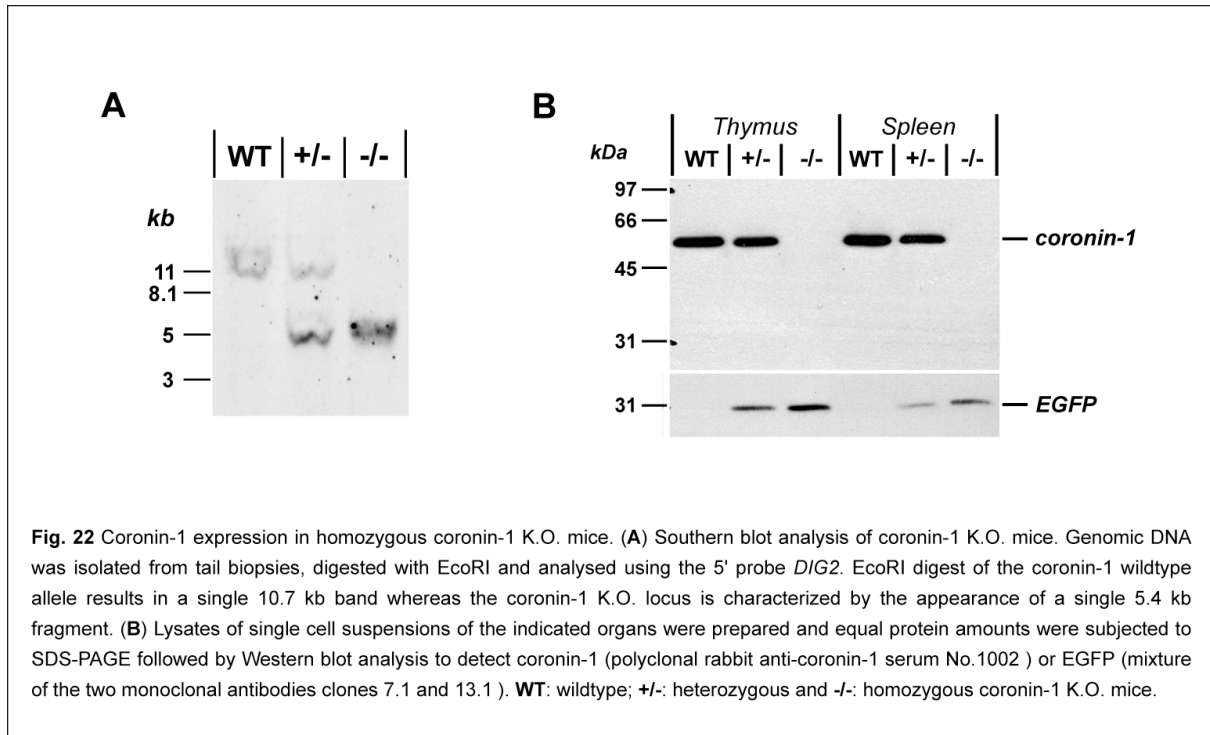 A
B
WT +/- -/-
kb
11
8.1
5
3
Thymus Spleen
kDa
WT +/- -/- WT +/- -/-
97
66
coronin-1
45
31
31
EGFP
Fig. 22 Coronin-1 expression in homozygous coronin-1 K.O. mice. (A) Southern blot analysis of coronin-1 K.O. mice. Genomic DNA
was isolated from tail biopsies, digested with EcoRI and analysed using the 5' probe DIG2. EcoRI digest of the coronin-1 wildtype
allele results in a single 10.7 kb band whereas the coronin-1 K.O. locus is characterized by the appearance of a single 5.4 kb
fragment. (B) Lysates of single cell suspensions of the indicated organs were prepared and equal protein amounts were subjected to
SDS-PAGE followed by Western blot analysis to detect coronin-1 (polyclonal rabbit anti-coronin-1 serum No.1002 ) or EGFP (mixture
of the two monoclonal antibodies clones 7.1 and 13.1 ). WT: wildtype; +/-: heterozygous and -/-: homozygous coronin-1 K.O. mice.